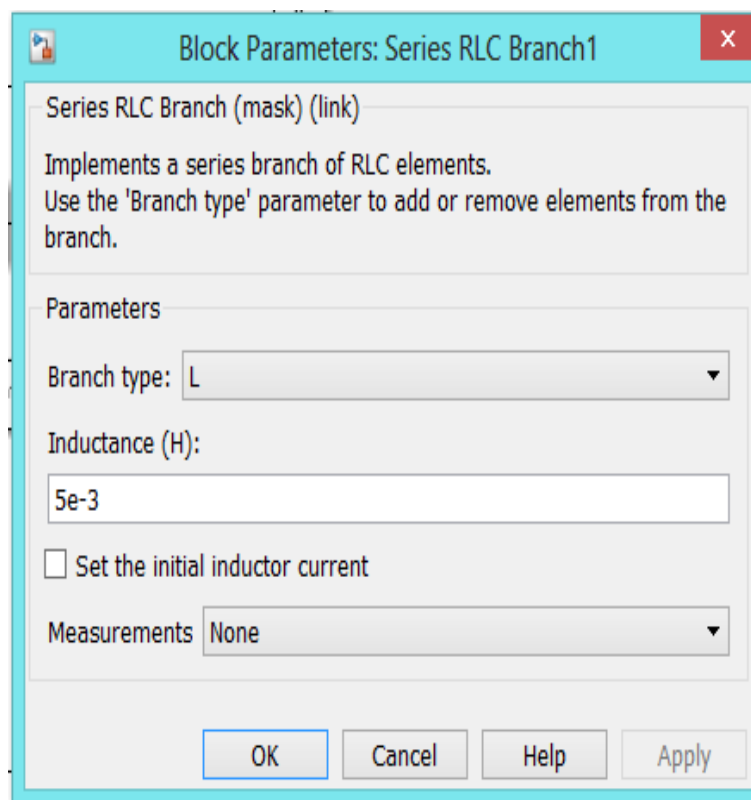 Block Parameters: Series RLC Branch1
x
Series RLC Branch (mask) (link)
Implements a series branch of RLC elements.
Use the 'Branch type' parameter to add or remove elements from the
branch.
Parameters
Branch type: L
Inductance (H):
5e-3
Set the initial inductor current
Measurements None
OK Cancel Help Apply